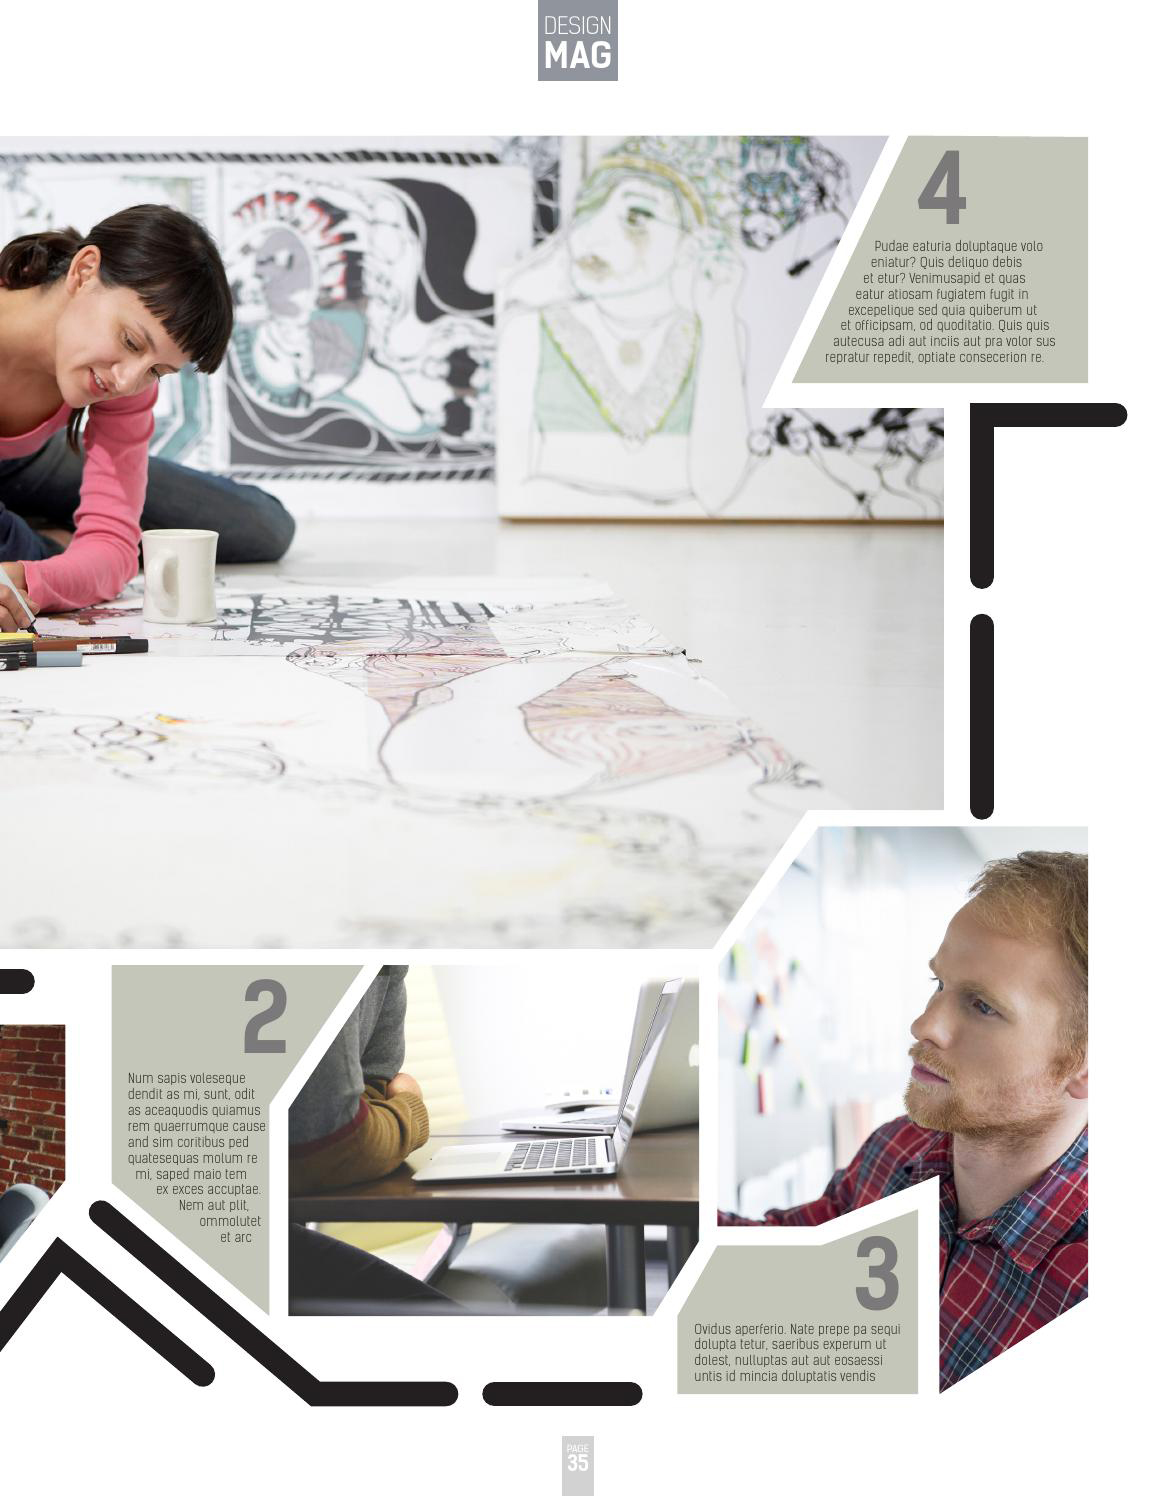 DESIGN
MAG
4
Pudae eaturia doluptaque volo
eniatur? Quis deliquo debis
et etur? Venimusapid et quas
eatur atiosam fugiatem fugit in
excepelique sed quia quiberum ut
et officipsam, od quoditatio. Quis quis
autecusa adi aut inciis aut pra volor sus
repratur repedit, optiate consecerion re.
2
Num sapis voleseque
dendit as mi, sunt, odit
as aceaquodis quiamus
rem quaerrumque cause
and sim coritibus ped
quatesequas molum re
mi, saped maio tem
ex exces accuptae.
Nem aut plit,
ommolutet
et arc
3
Ovidus aperferio. Nate prepe pa sequi
dolupta tetur, saeribus experum ut
dolest, nulluptas aut aut eosaessi
untis id mincia doluptatis vendis
PAGE
35